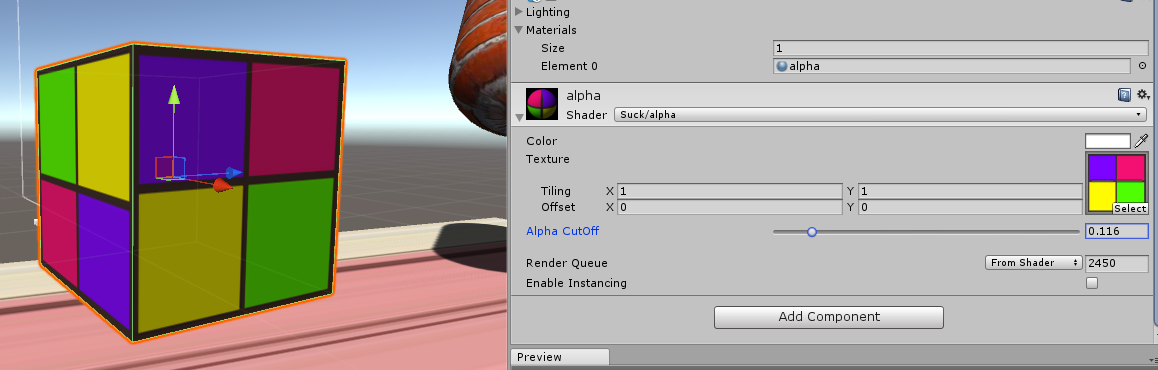 Lighting
Materials
Size 1
Element 0 alpha
alpha
Shader Suck/alpha
Color
Texture
Tiling X 1 Y 1
Offset X 0 Y 0
Select
Alpha CutOff 0.116
Render Queue From Shader 2450
Enable Instancing
Add Component
Preview